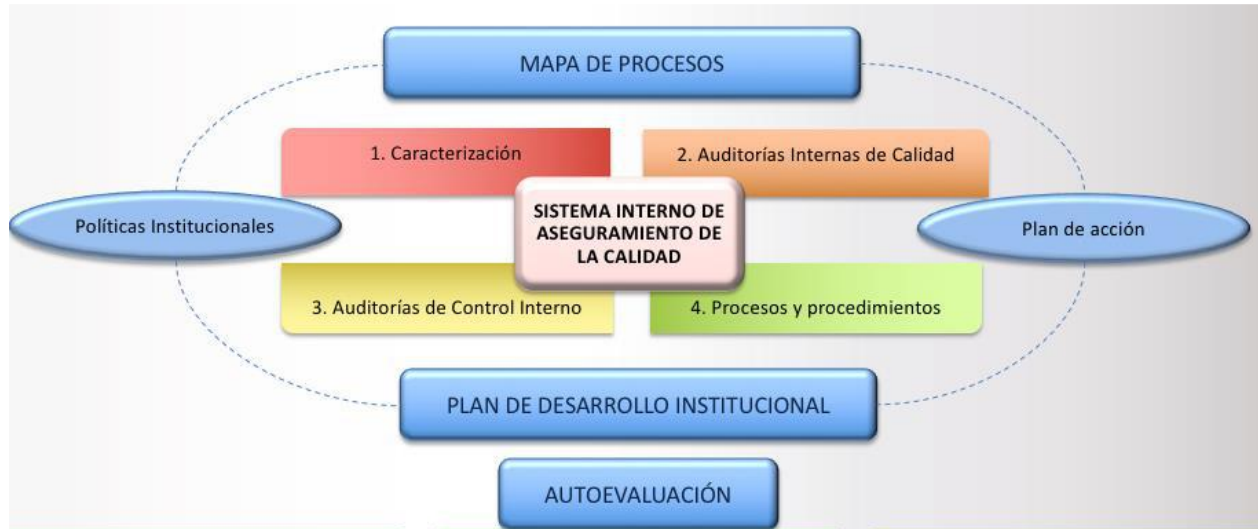 MAPA DE PROCESOS
1. Caracterización
2. Auditorías Internas de Calidad
Políticas Institucionales
SISTEMA INTERNO DE
ASEGURAMIENTO DE
LA CALIDAD
Plan de acción
3. Auditorías de Control Interno
4. Procesos y procedimientos
PLAN DE DESARROLLO INSTITUCIONAL
AUTOEVALUACIÓN